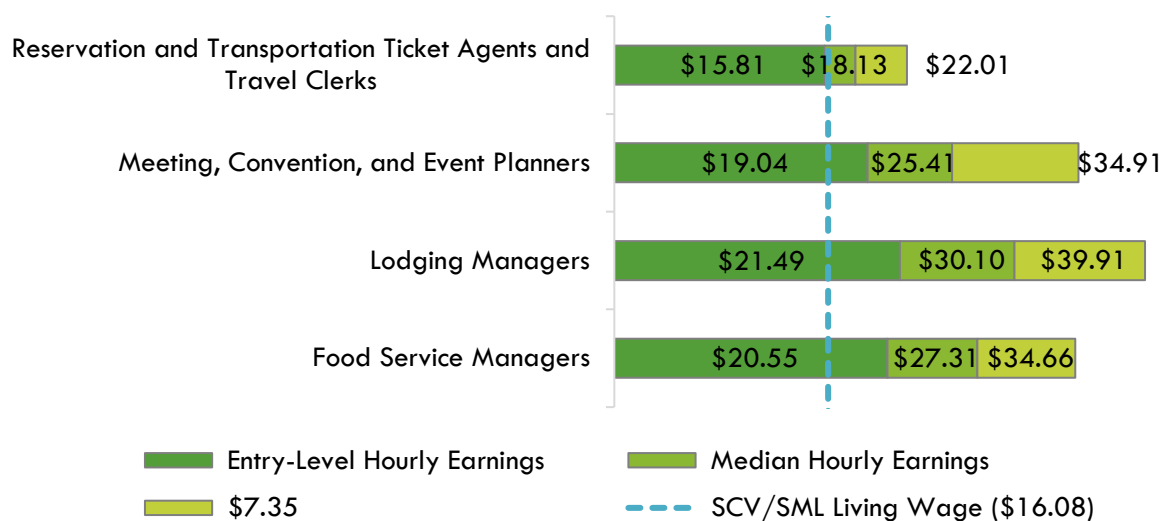 Reservation and Transportation Ticket Agents and
Travel Clerks
$15.81 $18.13 $22.01
Meeting, Convention, and Event Planners
$19.04 $25.41 $34.91
Lodging Managers
$21.49 $30.10 $39.91
Food Service Managers
$20.55 $27.31 $34.66
Entry-Level Hourly Earnings
Median Hourly Earnings
$7.35
SCV/SML Living Wage ($16.08)